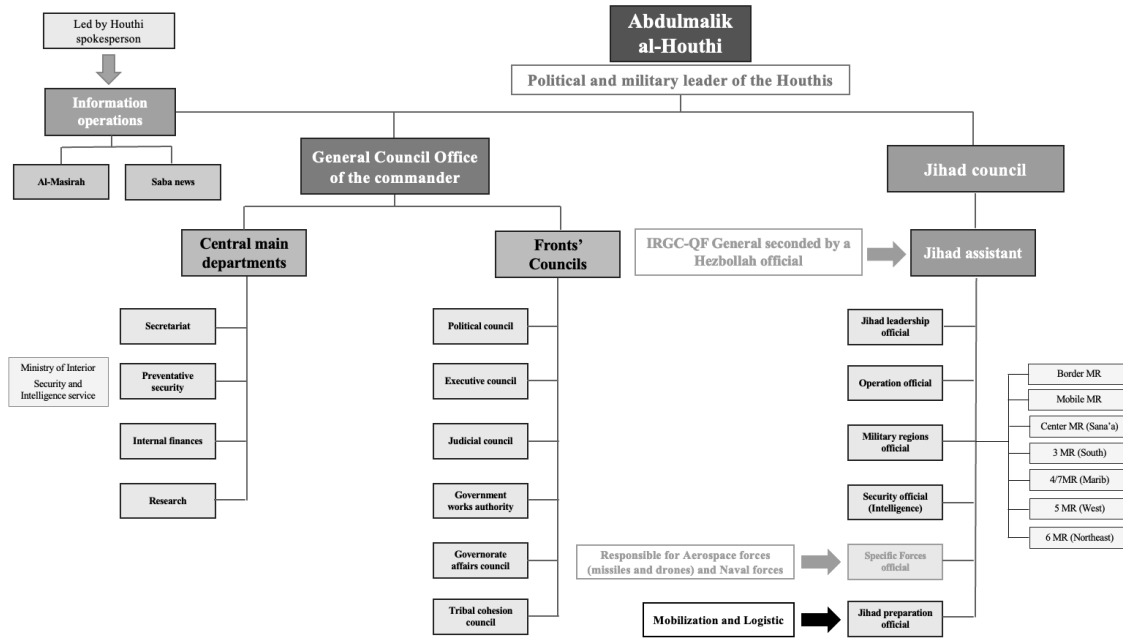 Led by Houthi
spokesperson
Abdulmalik
al-Houthi
Political and military leader of the Houthis
Information
operations
Al-Masirah
Saba news
General Council Office
of the commander
Jihad council
Central main
departments
Fronts’
Councils
IRGC-QF General seconded by a
Hezbollah official
Jihad assistant
Secretariat
Ministry of Interior
Security and
Intelligence service
Preventative
security
Internal finances
Research
Political council
Executive council
Judicial council
Government
works authority
Governorate
affairs council
Tribal cohesion
council
Jihad leadership
official
Operation official
Military regions
official
Security official
(Intelligence)
Responsible for Aerospace forces
(missiles and drones) and Naval forces
Specific Forces
official
Mobilization and Logistic
Jihad preparation
official
Border MR
Mobile MR
Center MR (Sana’a)
3 MR (South)
4/7MR (Marib)
5 MR (West)
6 MR (Northeast)